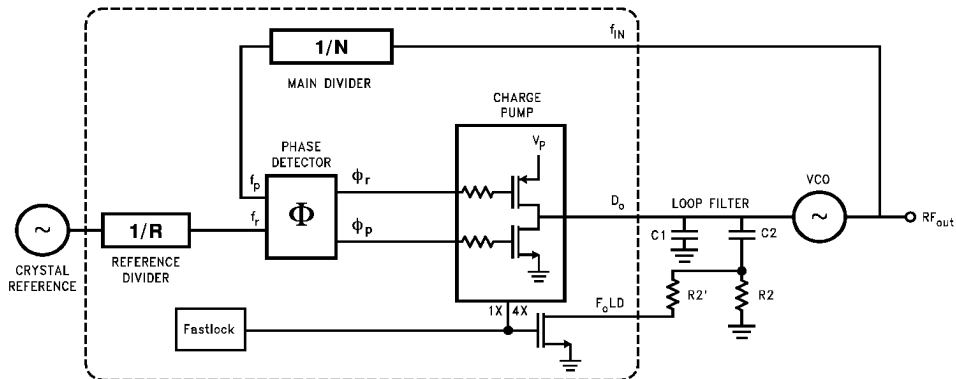 1/N
f_IN
MAIN DIVIDER
CHARGE
PUMP
V_p
PHASE
DETECTOR
ϕ_r
f_p
VCO
Φ
D_o
LOOP FILTER
~
~
RF_out
f_r
ϕ_p
C1
C2
1/R
CRYSTAL
REFERENCE
REFERENCE
DIVIDER
R2'
R2
1X 4X
F_oLD
Fastlock